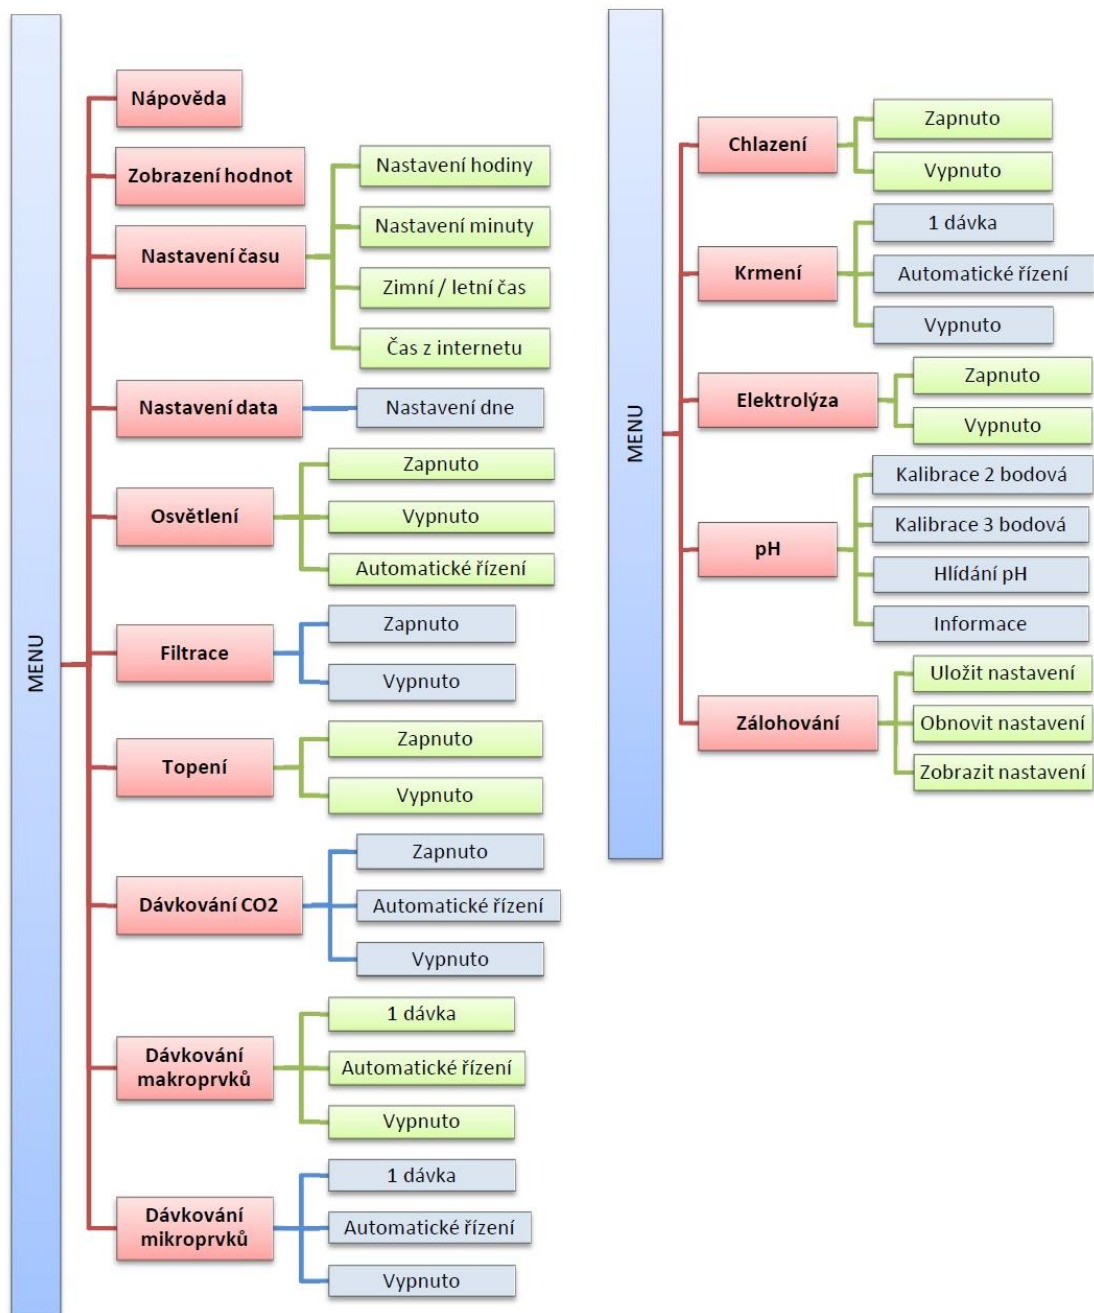 MENU
Nápověda
Zobrazení hodnot
Nastavení času
Nastavení hodiny
Nastavení minuty
Zimní / letní čas
Čas z internetu
Nastavení data
Nastavení dne
Osvětlení
Zapnuto
Vypnuto
Automatické řízení
Filtrace
Zapnuto
Vypnuto
Topení
Zapnuto
Vypnuto
Dávkování CO2
Zapnuto
Automatické řízení
Vypnuto
Dávkování
makroprvků
1 dávka
Automatické řízení
Vypnuto
Dávkování
mikroprvků
1 dávka
Automatické řízení
Vypnuto
MENU
Chlazení
Zapnuto
Vypnuto
Krmení
1 dávka
Automatické řízení
Vypnuto
Elektrolýza
Zapnuto
Vypnuto
pH
Kalibrace 2 bodová
Kalibrace 3 bodová
Hlídání pH
Informace
Zálohování
Uložit nastavení
Obnovit nastavení
Zobrazit nastavení